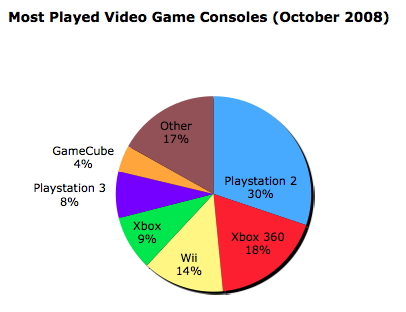 Most Played Video Game Consoles (October 2008)
Other
17%
GameCube
4%
Playstation 3
8%
Xbox
9%
Wii
14%
Xbox 360
18%
Playstation 2
30%